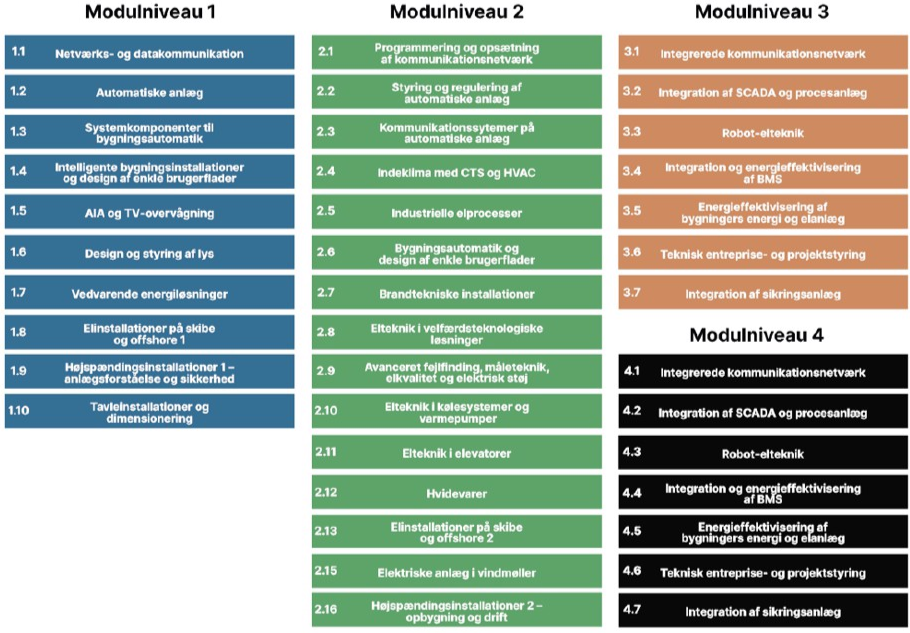 Modulniveau 1
1.1 Netværks- og datakommunikation
1.2 Automatiske anlæg
1.3 Systemkomponenter til
bygningsautomatik
1.4 Intelligente bygningsinstallationer
og design af enkle brugerflader
1.5 AIA og TV-overvågning
1.6 Design og styring af lys
1.7 Vedvarende energiløsninger
1.8 Elinstallationer på skibe
og offshore 1
1.9 Højspændingsinstallationer 1 –
anlægsforståelse og sikkerhed
1.10 Tavleinstallationer og
dimensionering
Modulniveau 2
2.1 Programmering og opsætning
af kommunikationsnetværk
2.2 Styring og regulering af
automatiske anlæg
2.3 Kommunikationssytemer på
automatiske anlæg
2.4 Indeklima med CTS og HVAC
2.5 Industrielle elprocesser
2.6 Bygningsautomatik og
design af enkle brugerflader
2.7 Brandtekniske installationer
2.8 Elteknik i velfærdsteknologiske
løsninger
2.9 Avanceret fejlfinding, måleteknik,
elkvalitet og elektrisk støj
2.10 Elteknik i kølesystemer og
varmepumper
2.11 Elteknik i elevatorer
2.12 Hvidevarer
2.13 Elinstallationer på skibe
og offshore 2
2.15 Elektriske anlæg i vindmøller
2.16 Højspændingsinstallationer 2 –
opbygning og drift
Modulniveau 3
3.1 Integrerede kommunikationsnetværk
3.2 Integration af SCADA og procesanlæg
3.3 Robot-elteknik
3.4 Integration og energieffektivisering
af BMS
3.5 Energieffektivisering af
bygningers energi og elanlæg
3.6 Teknisk entreprise- og projektstyring
3.7 Integration af sikringsanlæg
Modulniveau 4
4.1 Integrerede kommunikationsnetværk
4.2 Integration af SCADA og procesanlæg
4.3 Robot-elteknik
4.4 Integration og energieffektivisering
af BMS
4.5 Energieffektivisering af
bygningers energi og elanlæg
4.6 Teknisk entreprise- og projektstyring
4.7 Integration af sikringsanlæg